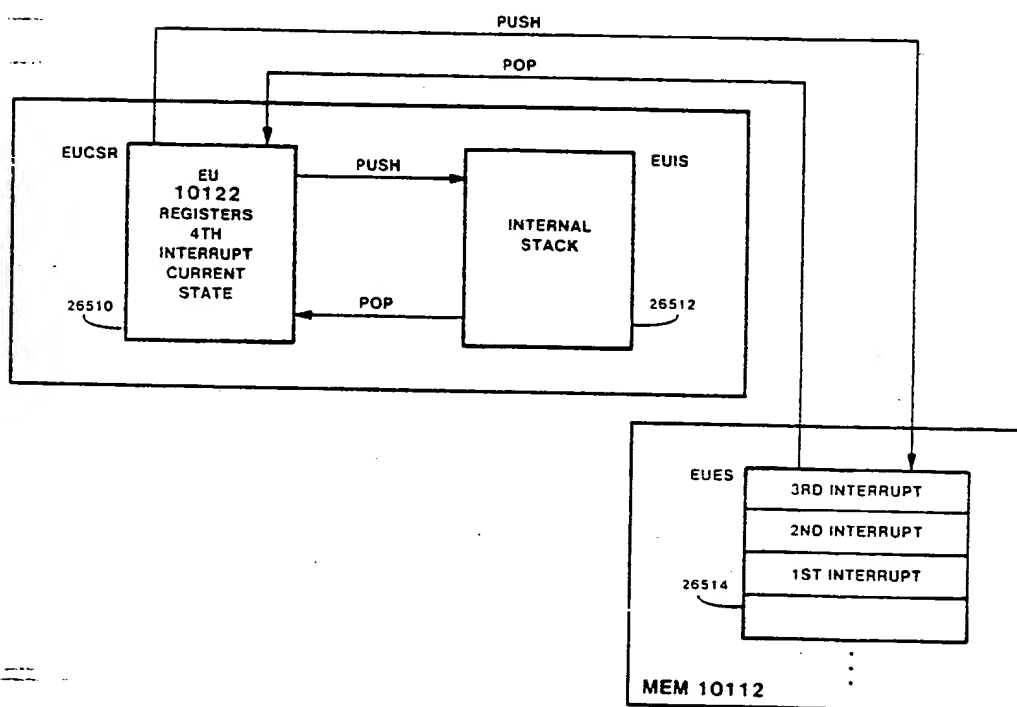 PUSH
POP
EUCSR
EU
10122
REGISTERS
4TH
INTERRUPT
CURRENT
STATE
26510
PUSH
POP
EUIS
INTERNAL
STACK
26512
EUES
3RD INTERRUPT
2ND INTERRUPT
1ST INTERRUPT
26514
MEM 10112